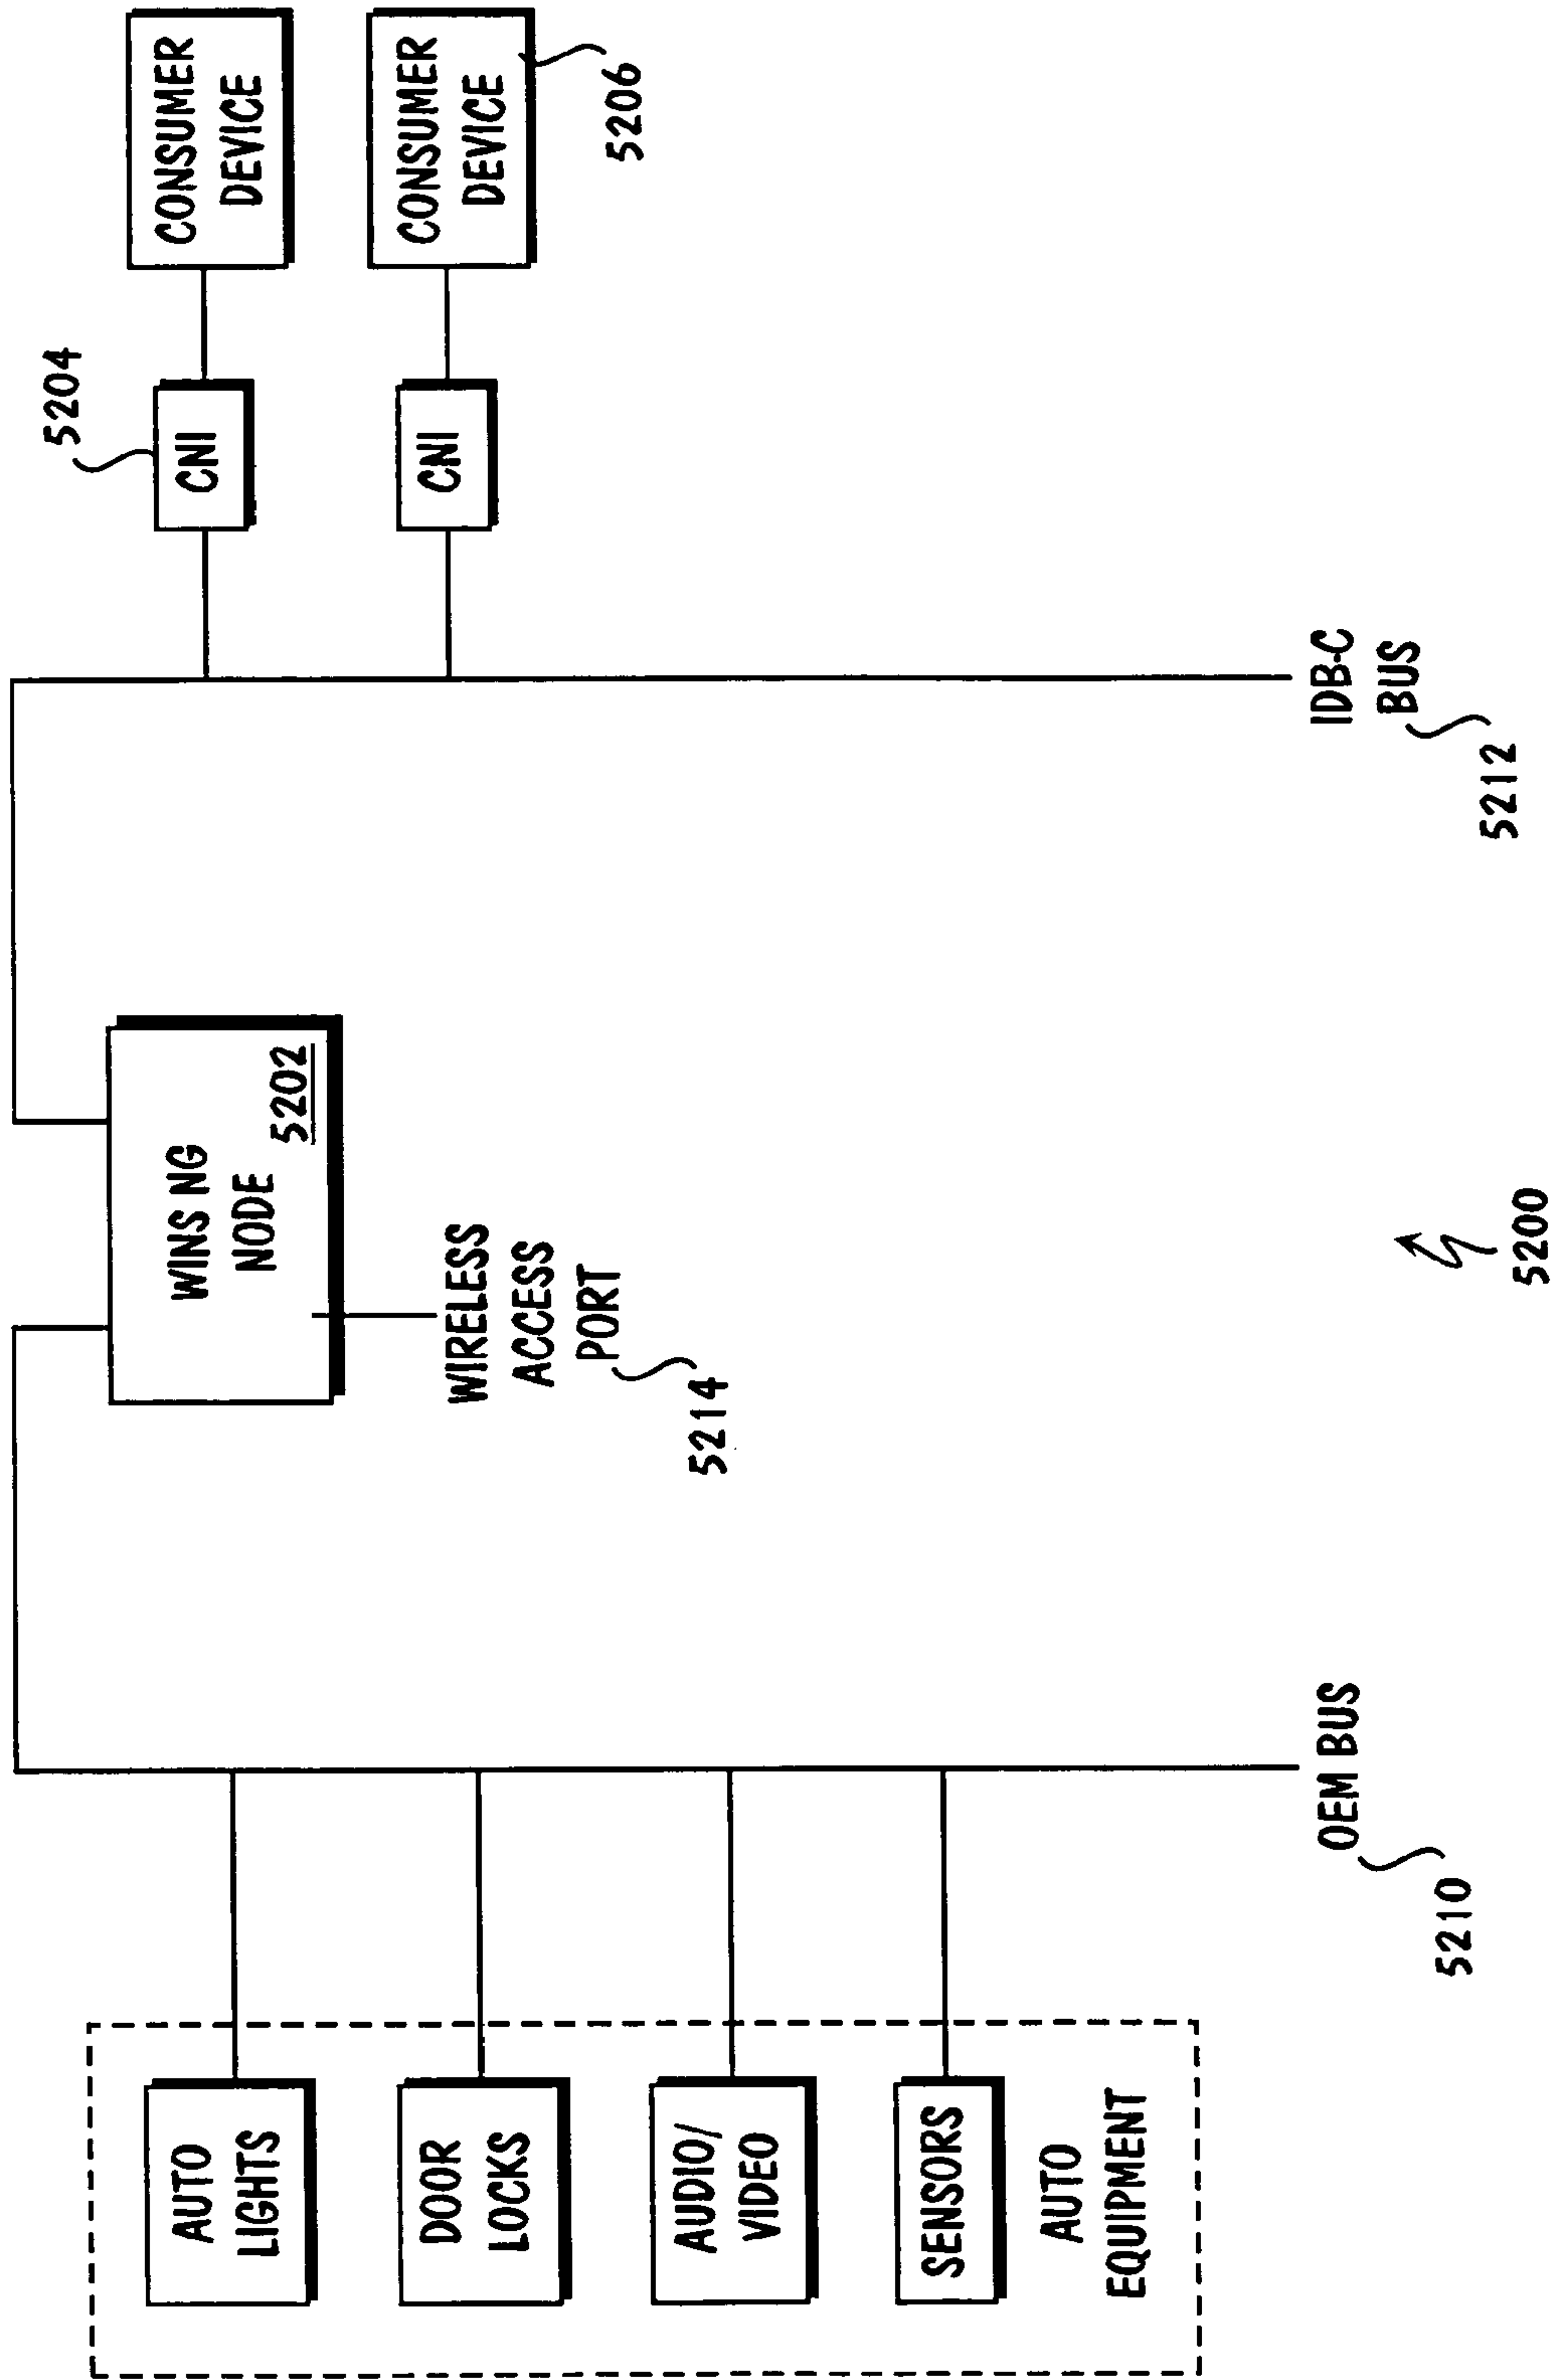 AUTO
LIGHTS
DOOR
LOCKS
AUDIO/
VIDEO
SENSORS
AUTO
EQUIPMENT
OEM BUS
5210
WINS NG
NODE
5202
WIRELESS
ACCESS
PORT
5214
5200
5204
CNI
CONSUMER
DEVICE
CNI
CONSUMER
DEVICE
5206
IDB-C
BUS
5212